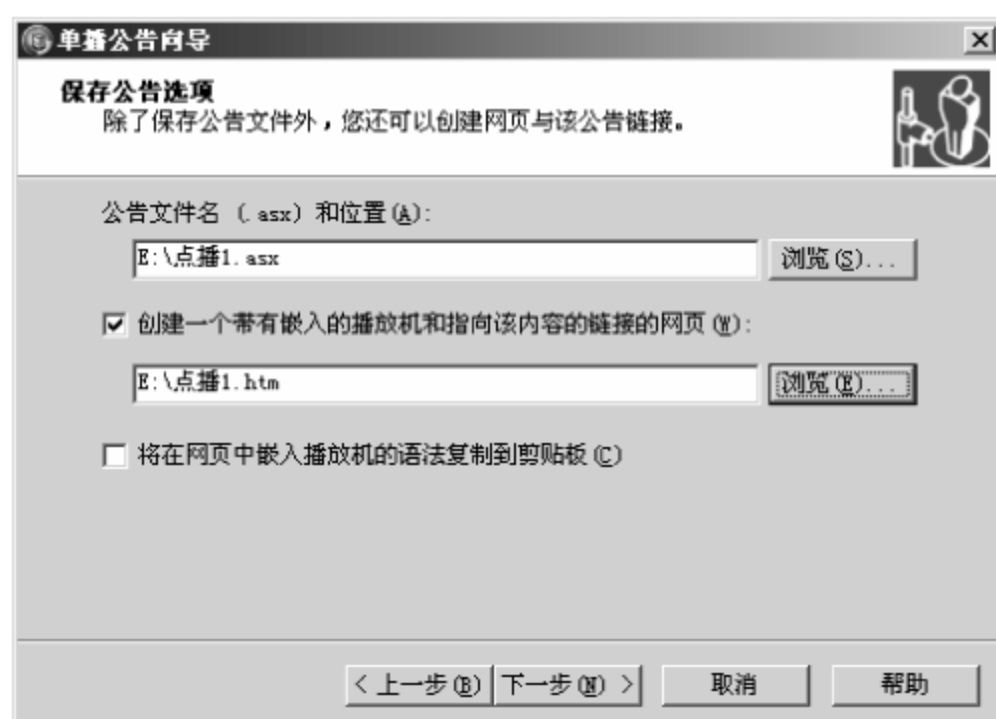 单播公告向导
保存公告选项
除了保存公告文件外，您还可以创建网页与该公告链接。
公告文件名 （.asx）和位置(A):
E:\点播1.asx 浏览(S)...
创建一个带有嵌入的播放机和指向该内容的链接的网页(W):
E:\点播1.htm 浏览(E)...
将在网页中嵌入播放机的语法复制到剪贴板(C)
< 上一步(B) 下一步(N) > 取消 帮助